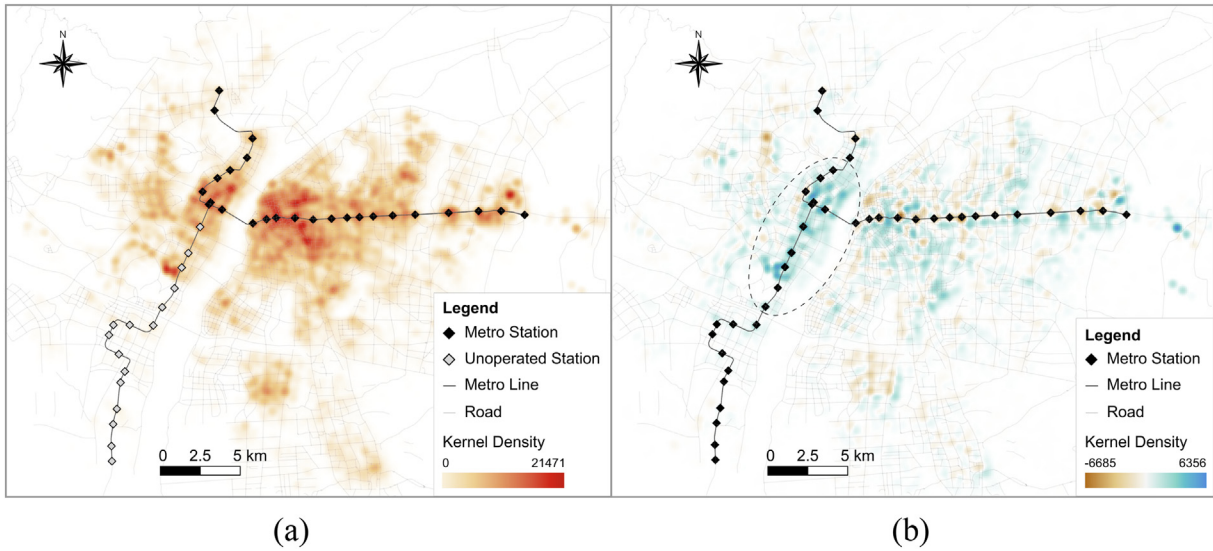 N
Legend
Metro Station
Unoperated Station
Metro Line
Road
Kernel Density
0 21471
0 2.5 5 km
(a)
N
Legend
Metro Station
Metro Line
Road
Kernel Density
-6685 6356
0 2.5 5 km
(b)